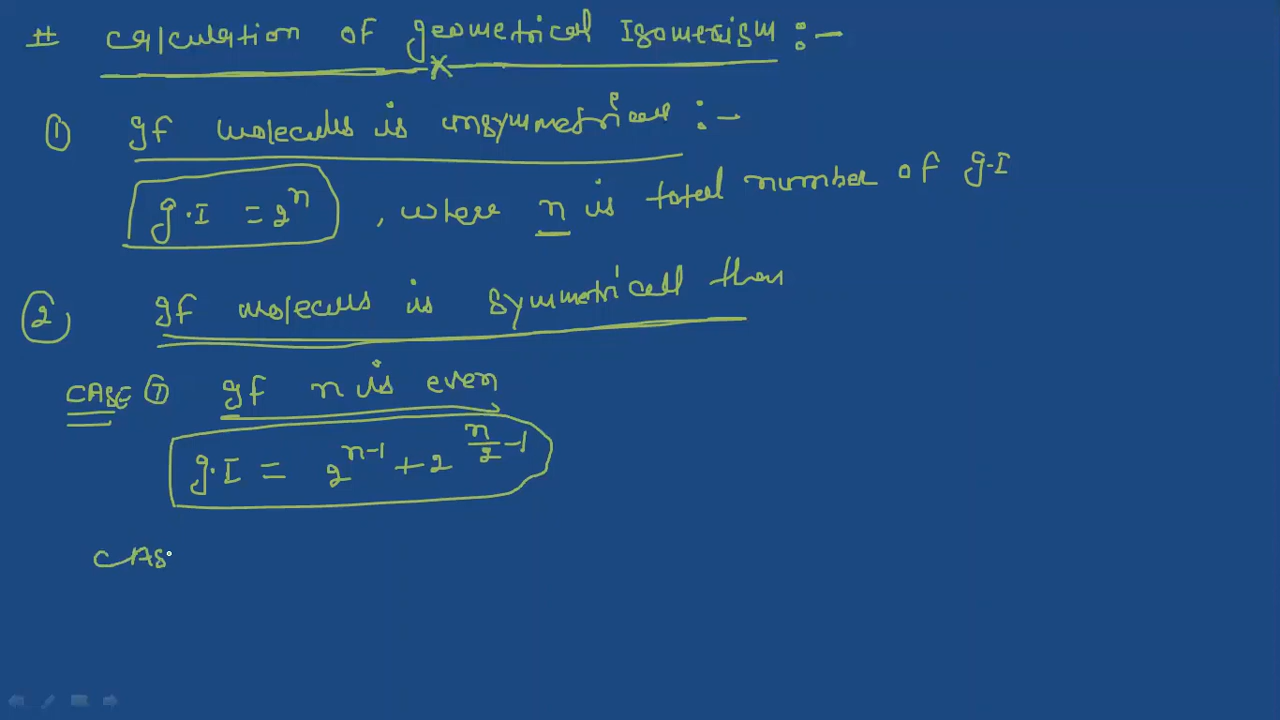 # Calculation of geometrical Isomerism :-
① If molecule is unsymmetrical :-
g.I = 2^n , where n is total number of g.I
② If molecule is symmetrical then
CASE Ⓘ If n is even
g.I = 2^(n-1) + 2^(n/2 -1)
CAS